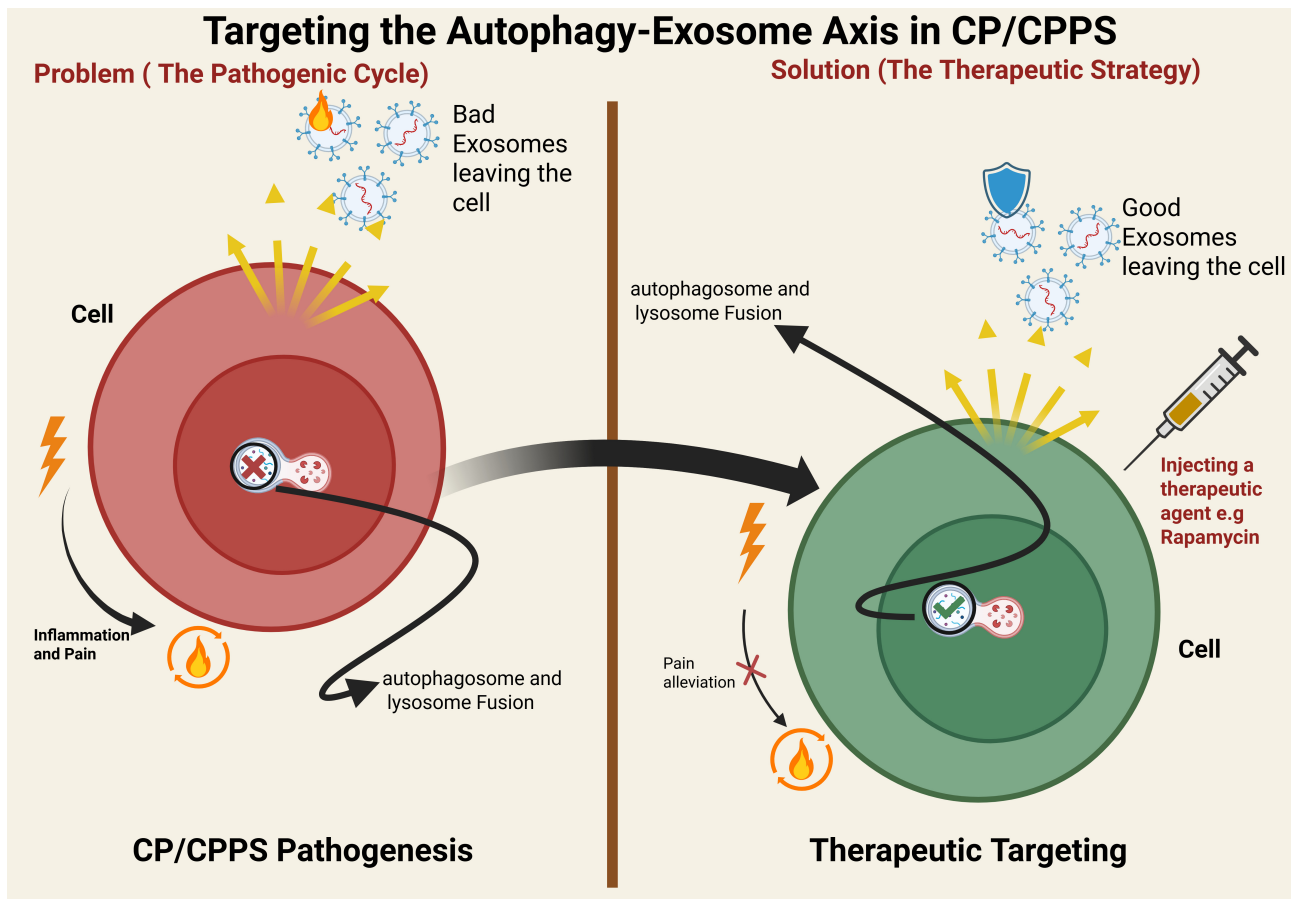 Targeting the Autophagy-Exosome Axis in CP/CPPS
Problem ( The Pathogenic Cycle)
Bad
Exosomes
leaving the
cell
Cell
Inflammation
and Pain
autophagosome and
lysosome Fusion
CP/CPPS Pathogenesis
Solution (The Therapeutic Strategy)
Good
Exosomes
leaving the cell
autophagosome and
lysosome Fusion
Injecting a
therapeutic
agent e.g
Rapamycin
Pain
alleviation
Cell
Therapeutic Targeting